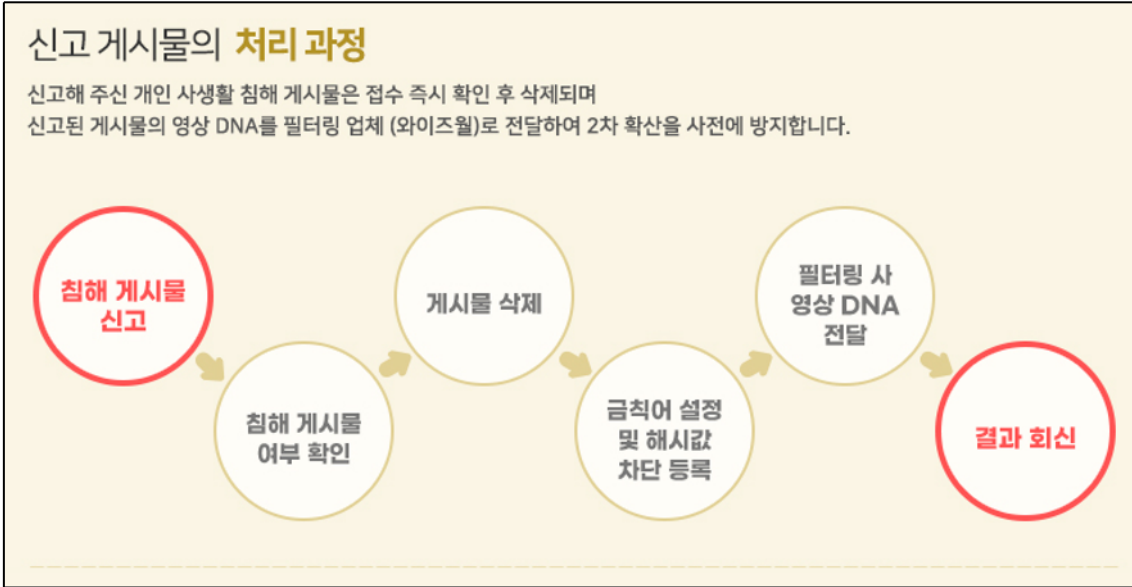 신고 게시물의 처리 과정
신고해 주신 개인 사생활 침해 게시물은 접수 즉시 확인 후 삭제되며
신고된 게시물의 영상 DNA를 필터링 업체 (와이즈월)로 전달하여 2차 확산을 사전에 방지합니다.
침해 게시물
신고
침해 게시물
여부 확인
게시물 삭제
금칙어 설정
및 해시값
차단 등록
필터링 사
영상 DNA
전달
결과 회신